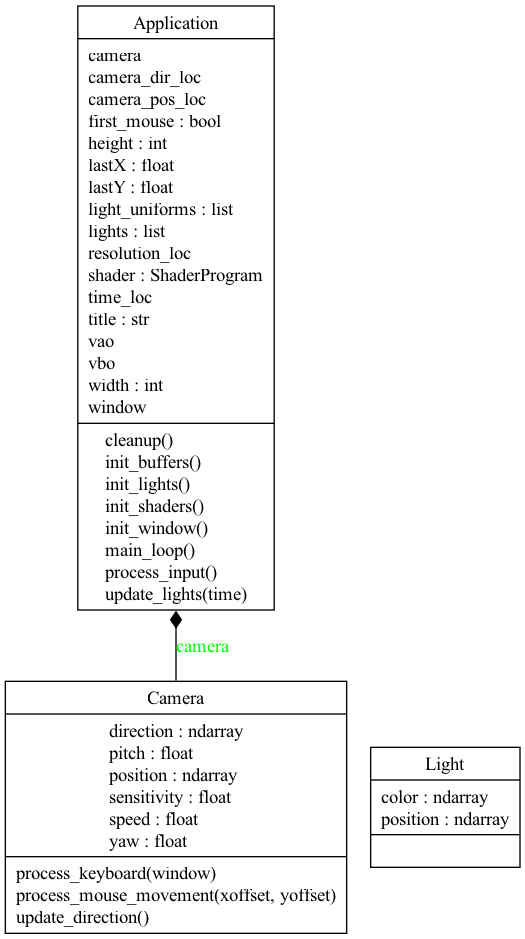 Application
camera
camera_dir_loc
camera_pos_loc
first_mouse : bool
height : int
lastX : float
lastY : float
light_uniforms : list
lights : list
resolution_loc
shader : ShaderProgram
time_loc
title : str
vao
vbo
width : int
window
cleanup()
init_buffers()
init_lights()
init_shaders()
init_window()
main_loop()
process_input()
update_lights(time)
camera
Camera
direction : ndarray
pitch : float
position : ndarray
sensitivity : float
speed : float
yaw : float
process_keyboard(window)
process_mouse_movement(xoffset, yoffset)
update_direction()
Light
color : ndarray
position : ndarray